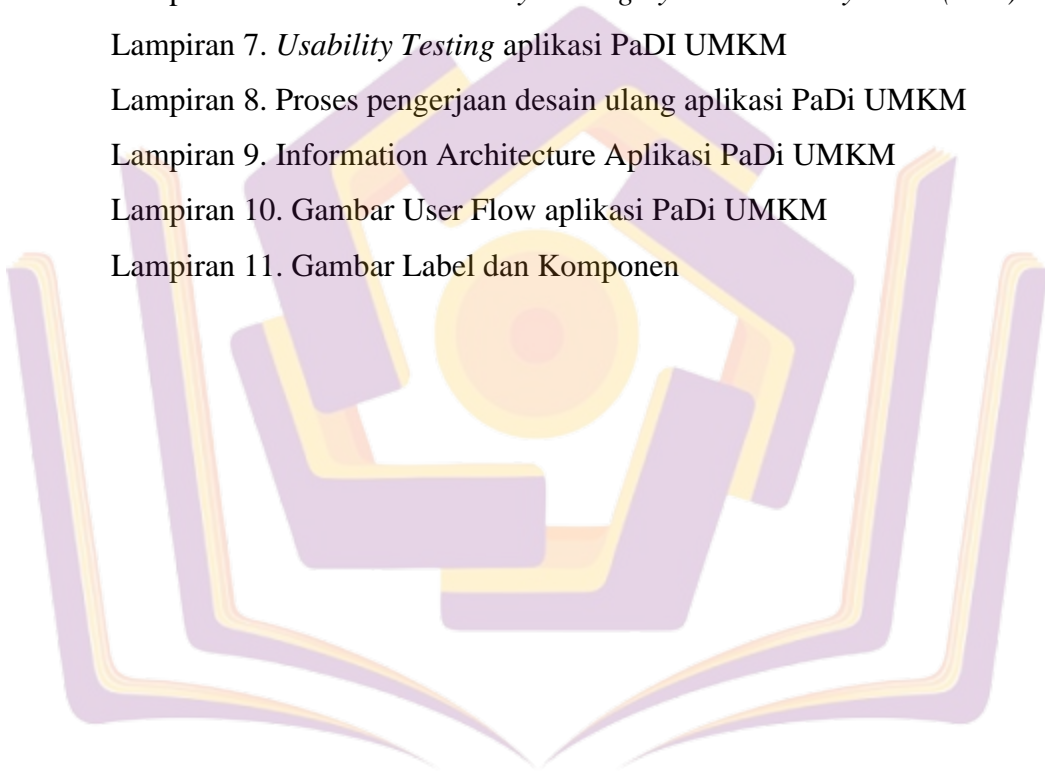 Lampiran 7. Usability Testing aplikasi PaDI UMKM
Lampiran 8. Proses pengerjaan desain ulang aplikasi PaDi UMKM
Lampiran 9. Information Architecture Aplikasi PaDi UMKM
Lampiran 10. Gambar User Flow aplikasi PaDi UMKM
Lampiran 11. Gambar Label dan Komponen